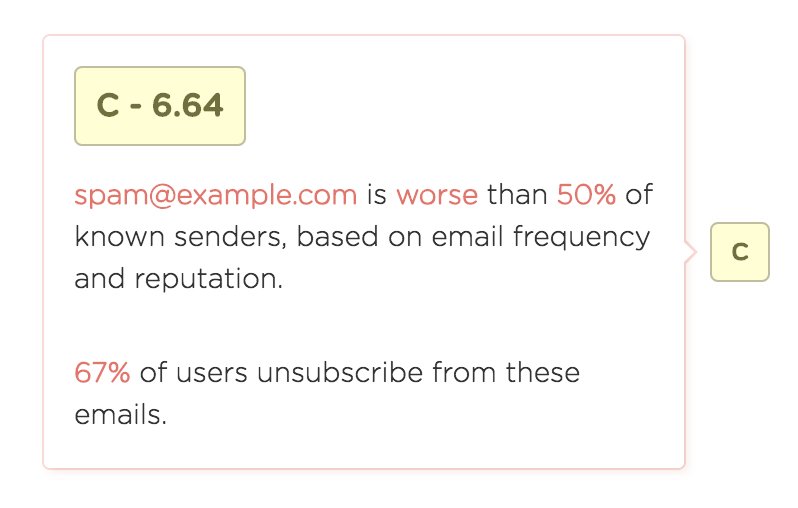 C - 6.64
spam@example.com is worse than 50% of
known senders, based on email frequency
and reputation.
67% of users unsubscribe from these
emails.
C